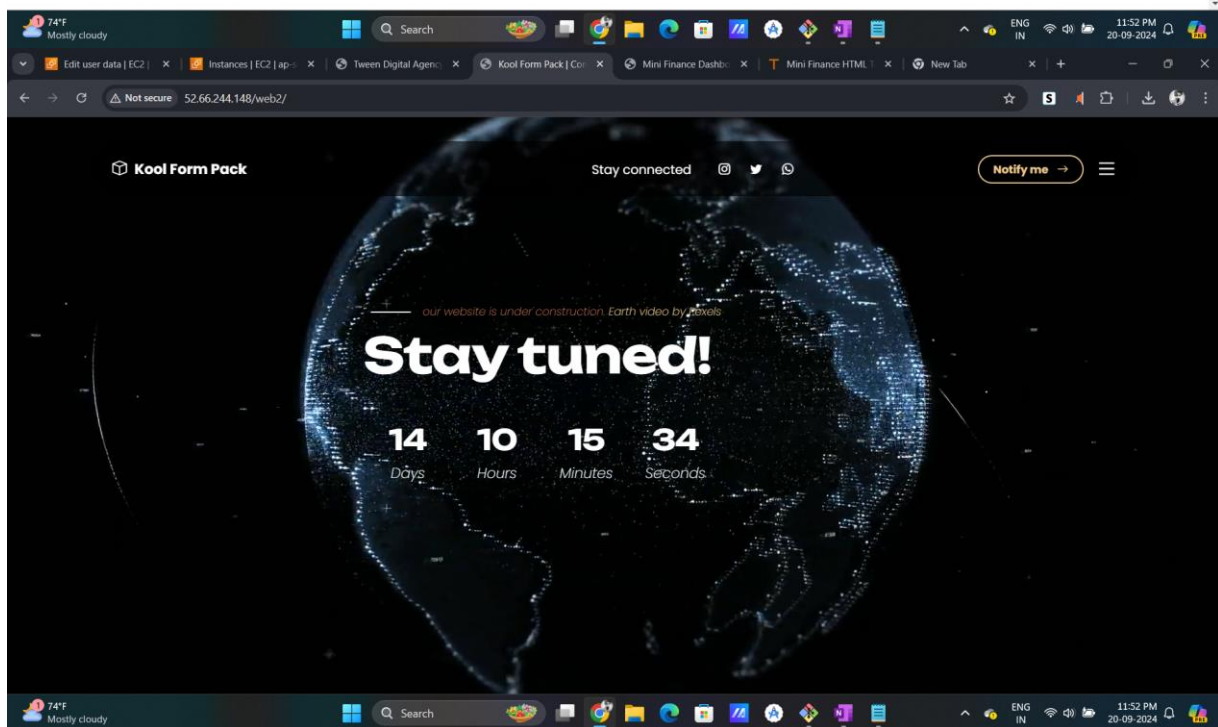 74°F
Mostly cloudy
Search
ENG
IN
11:52 PM
20-09-2024
Edit user data | EC2 |
Instances | EC2 | ap-s
Tween Digital Agenc
Kool Form Pack | Co
Mini Finance Dashbo
Mini Finance HTML T
New Tab
Not secure 52.66.244.148/web2/
Kool Form Pack
Stay connected
Notify me →
our website is under construction. Earth video by Pexels
Stay tuned!
14 10 15 34
Days Hours Minutes Seconds
74°F
Mostly cloudy
Search
ENG
IN
11:52 PM
20-09-2024